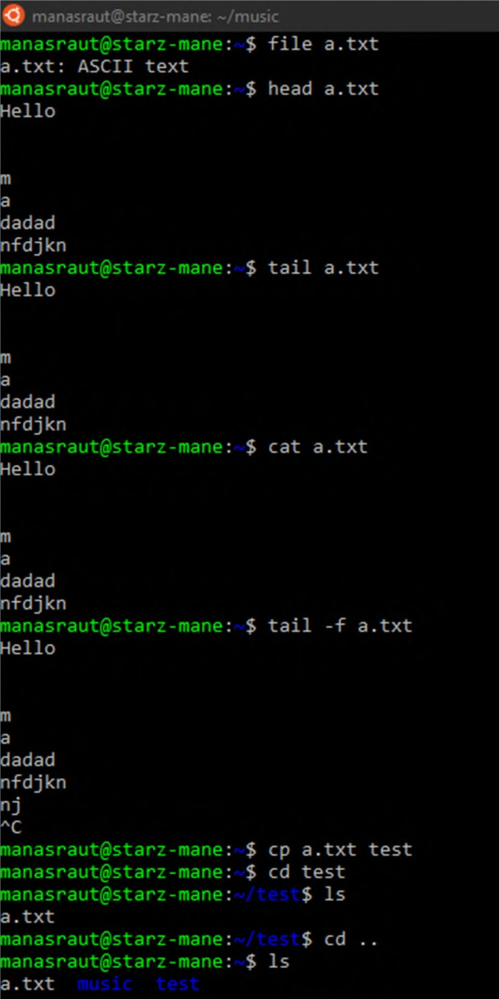 manasraut@starz-mane: ~/music
manasraut@starz-mane:~$ file a.txt
a.txt: ASCII text
manasraut@starz-mane:~$ head a.txt
Hello
m
a
dadad
nfdjkn
manasraut@starz-mane:~$ tail a.txt
Hello
m
a
dadad
nfdjkn
manasraut@starz-mane:~$ cat a.txt
Hello
m
a
dadad
nfdjkn
manasraut@starz-mane:~$ tail -f a.txt
Hello
m
a
dadad
nfdjkn
nj
^C
manasraut@starz-mane:~$ cp a.txt test
manasraut@starz-mane:~$ cd test
manasraut@starz-mane:~/test$ ls
a.txt
manasraut@starz-mane:~/test$ cd ..
manasraut@starz-mane:~$ ls
a.txt  music  test